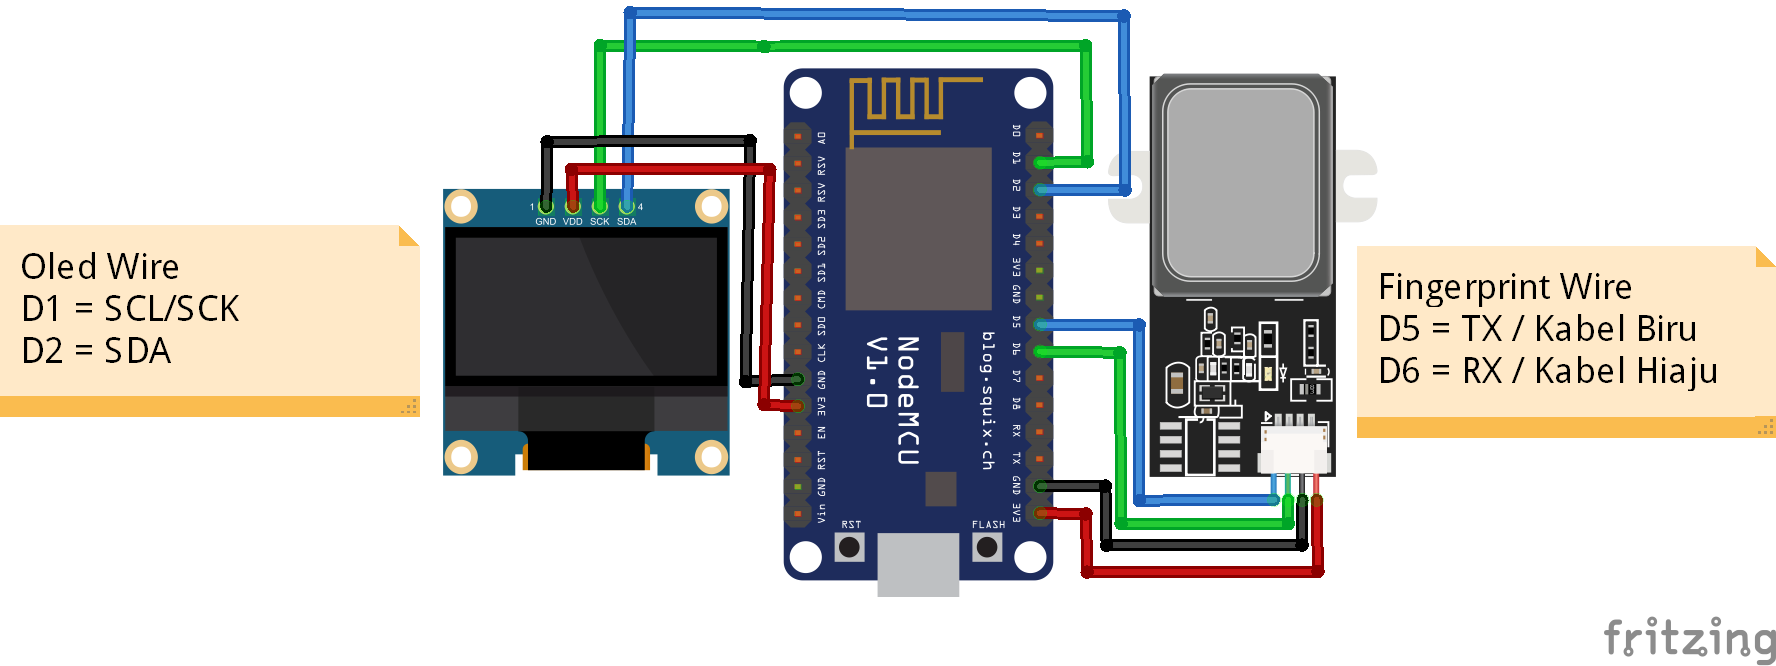 Oled Wire
D1 = SCL/SCK
D2 = SDA
1
4
GND VDD SCK SDA
A0
RSV
RSV
SD3
SD2
SD1
CMD
SD0
CLK
GND
3V3
EN
RST
GND
Vin
NodeMCU
V1.0
blog.squix.ch
RST
FLASH
D0
D1
D2
D3
D4
3V3
GND
D5
D6
D7
D8
RX
TX
GND
3V3
Fingerprint Wire
D5 = TX / Kabel Biru
D6 = RX / Kabel Hiaju
fritzing